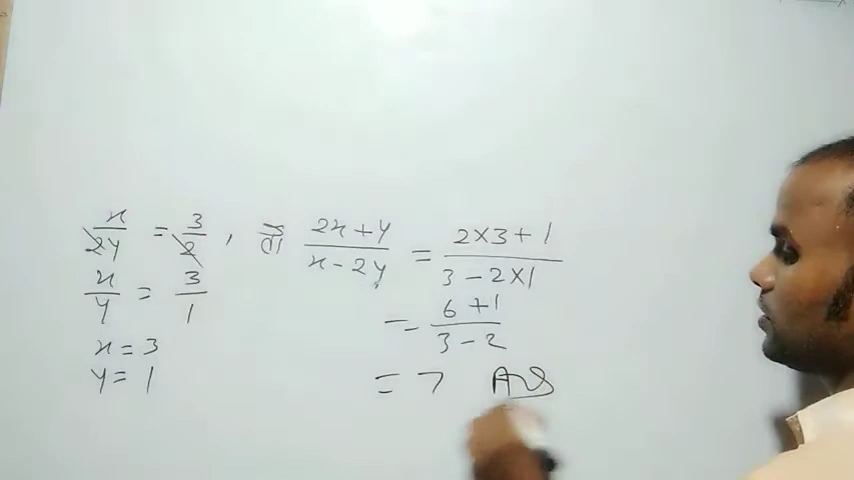 x/2y = 3/2 , तो (2x + y)/(x - 2y) = (2×3 + 1)/(3 - 2×1)
x/y = 3/1
= (6 + 1)/(3 - 2)
x = 3
y = 1
= 7 Ans